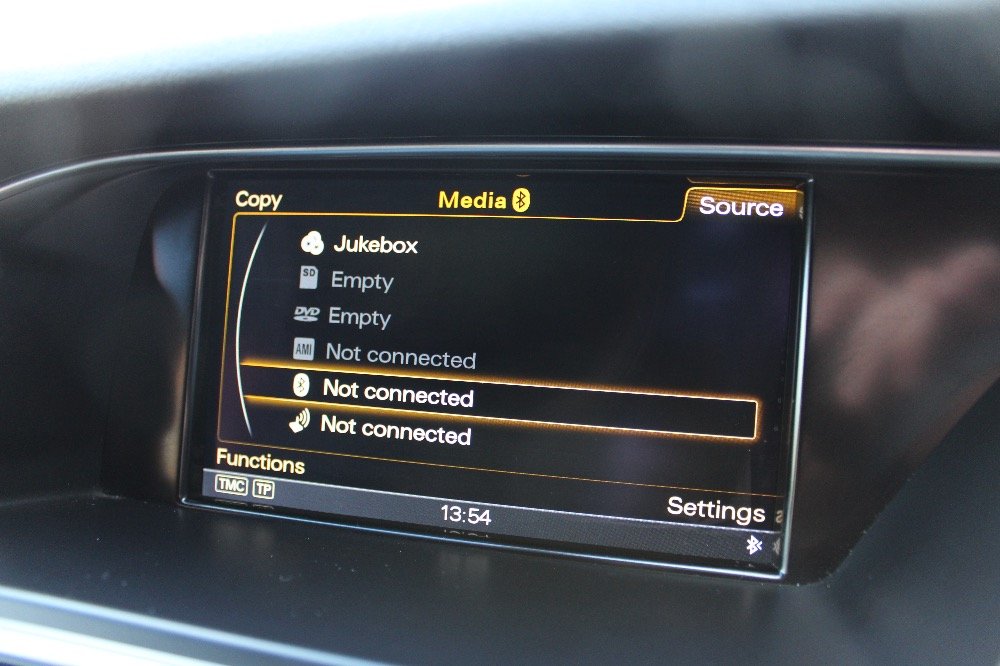 Copy
Media
Source
Jukebox
SD Empty
DVD Empty
AMI Not connected
Not connected
Not connected
Functions
Settings
TMC TP
13:54